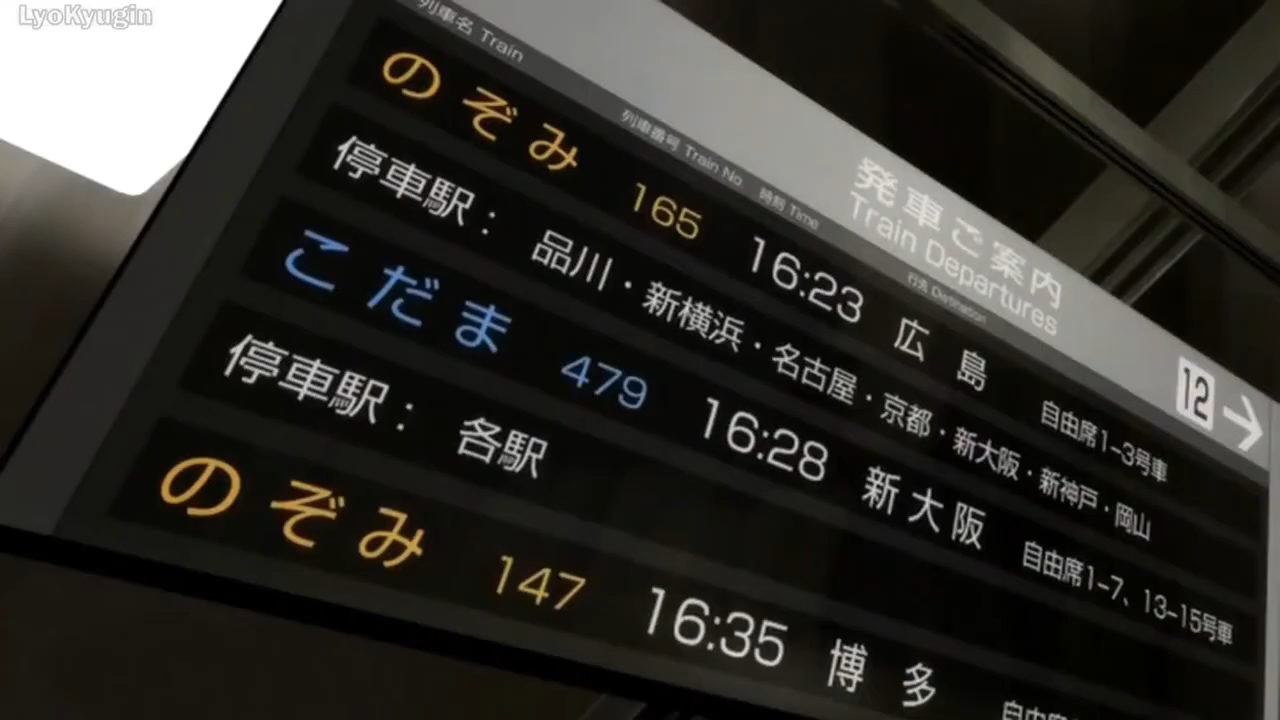 LyoKyugin
発車ご案内
Train Departures
12 →
列車名 Train 列車番号 Train No. 時刻 Time 行先 Destination
のぞみ 165 16:23 広島 自由席1-3号車
停車駅： 品川・新横浜・名古屋・京都・新大阪・新神戸・岡山
こだま 479 16:28 新大阪 自由席1-7、13-15号車
停車駅： 各駅
のぞみ 147 16:35 博多 自由席